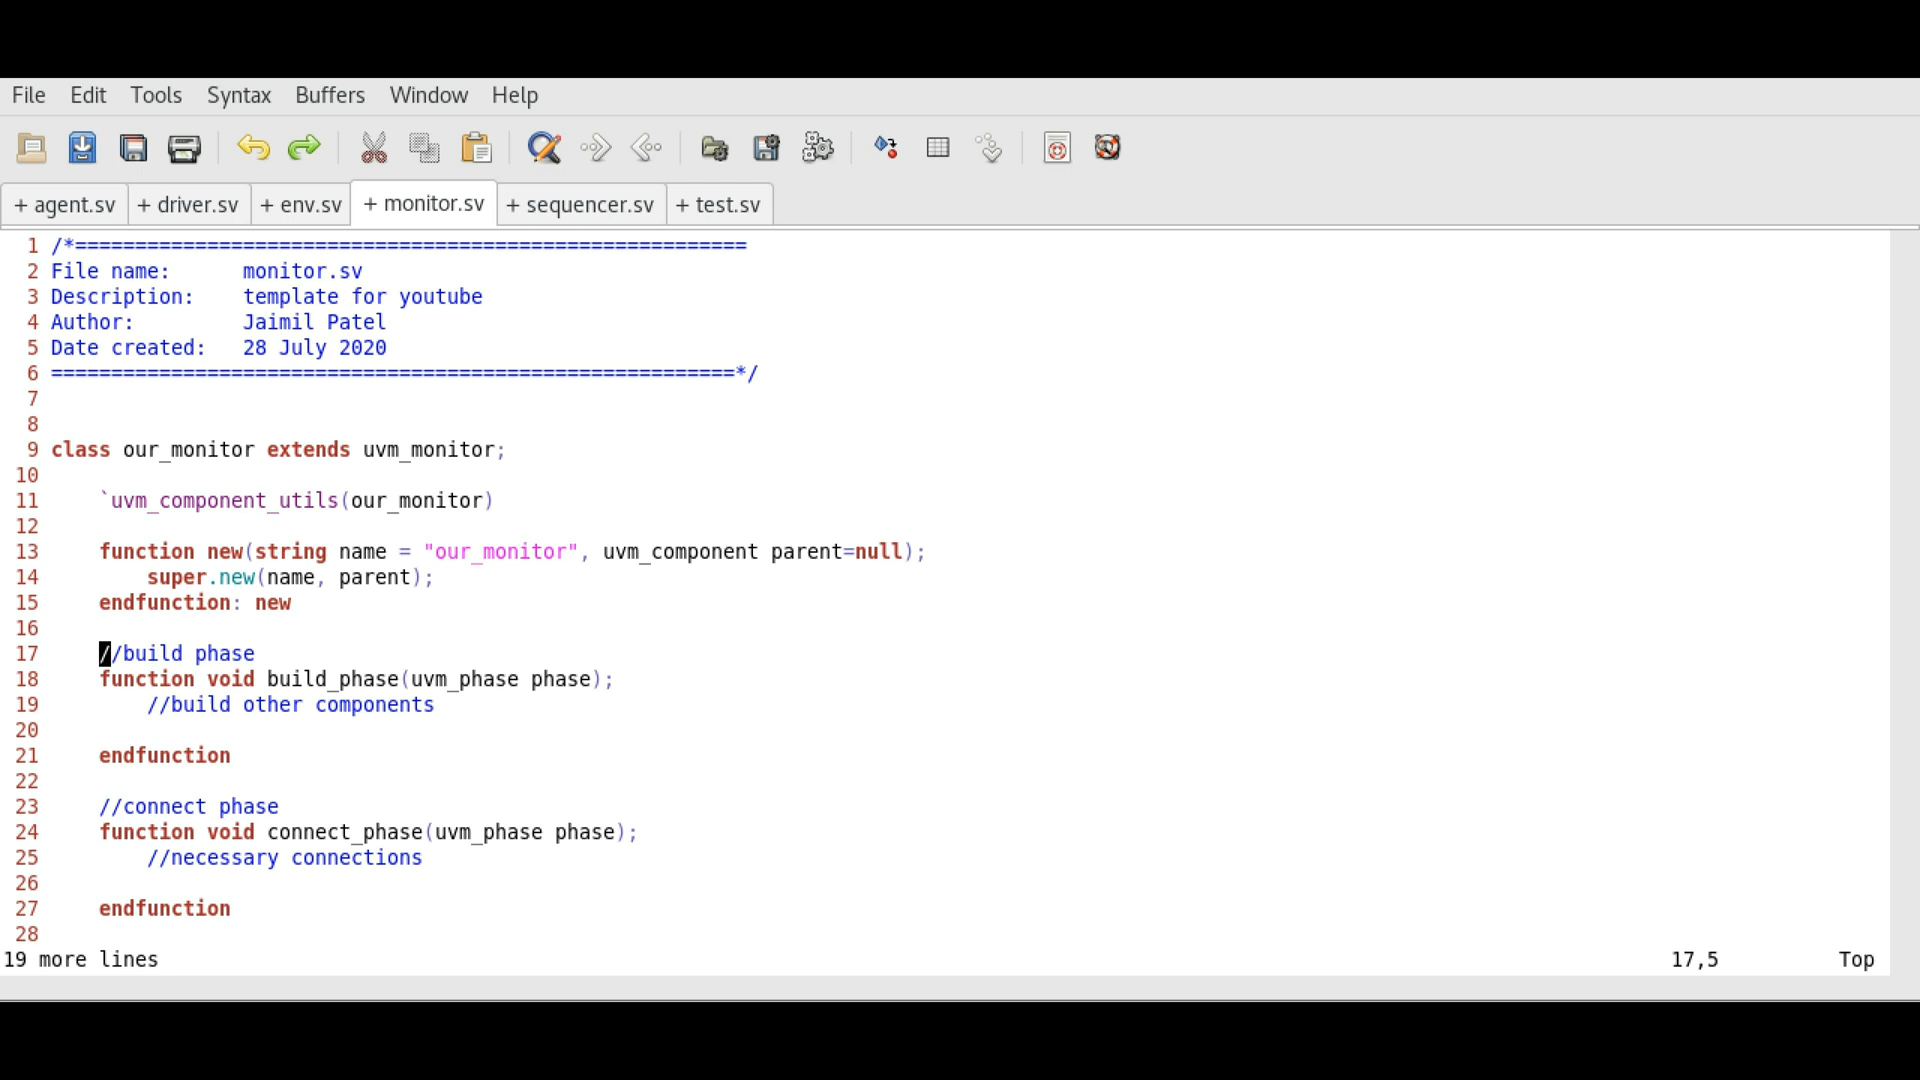 File Edit Tools Syntax Buffers Window Help
+ agent.sv + driver.sv + env.sv + monitor.sv + sequencer.sv + test.sv
1 /*========================================================
2 File name: monitor.sv
3 Description: template for youtube
4 Author: Jaimil Patel
5 Date created: 28 July 2020
6 =========================================================*/
7
8
9 class our_monitor extends uvm_monitor;
10
11 `uvm_component_utils(our_monitor)
12
13 function new(string name = "our_monitor", uvm_component parent=null);
14 super.new(name, parent);
15 endfunction: new
16
17 //build phase
18 function void build_phase(uvm_phase phase);
19 //build other components
20
21 endfunction
22
23 //connect phase
24 function void connect_phase(uvm_phase phase);
25 //necessary connections
26
27 endfunction
28
19 more lines 17,5 Top